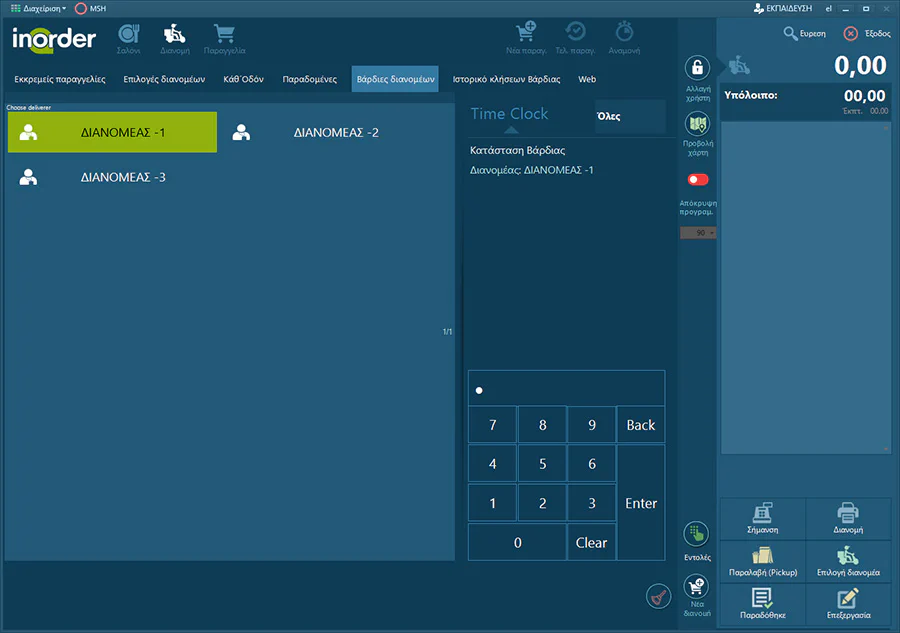 Διαχείριση MSH ΕΚΠΑΙΔΕΥΣΗ el
inorder
Σαλόνι Διανομή Παραγγελία Νέα παραγ. Τελ. παραγ. Αναμονή
Εύρεση Έξοδος
Εκκρεμείς παραγγελίες Επιλογές διανομέων Κάθ΄Οδόν Παραδομένες Βάρδιες διανομέων Ιστορικό κλήσεων Βάρδιας Web
Choose deliverer
ΔΙΑΝΟΜΕΑΣ -1 ΔΙΑΝΟΜΕΑΣ -2
ΔΙΑΝΟΜΕΑΣ -3
1/1
Time Clock Όλες
Κατάσταση Βάρδιας
Διανομέας: ΔΙΑΝΟΜΕΑΣ -1
7 8 9 Back
4 5 6
1 2 3 Enter
0 Clear
Αλλαγή
χρήστη
Προβολή
χάρτη
Απόκρυψη
προγραμ.
90
Εντολές
Νέα
διανομή
0,00
Υπόλοιπο: 00,00
Έκπτ. 00.00
Σήμανση Διανομή
Παραλαβή (Pickup) Επιλογή διανομέα
Παραδόθηκε Επεξεργασία